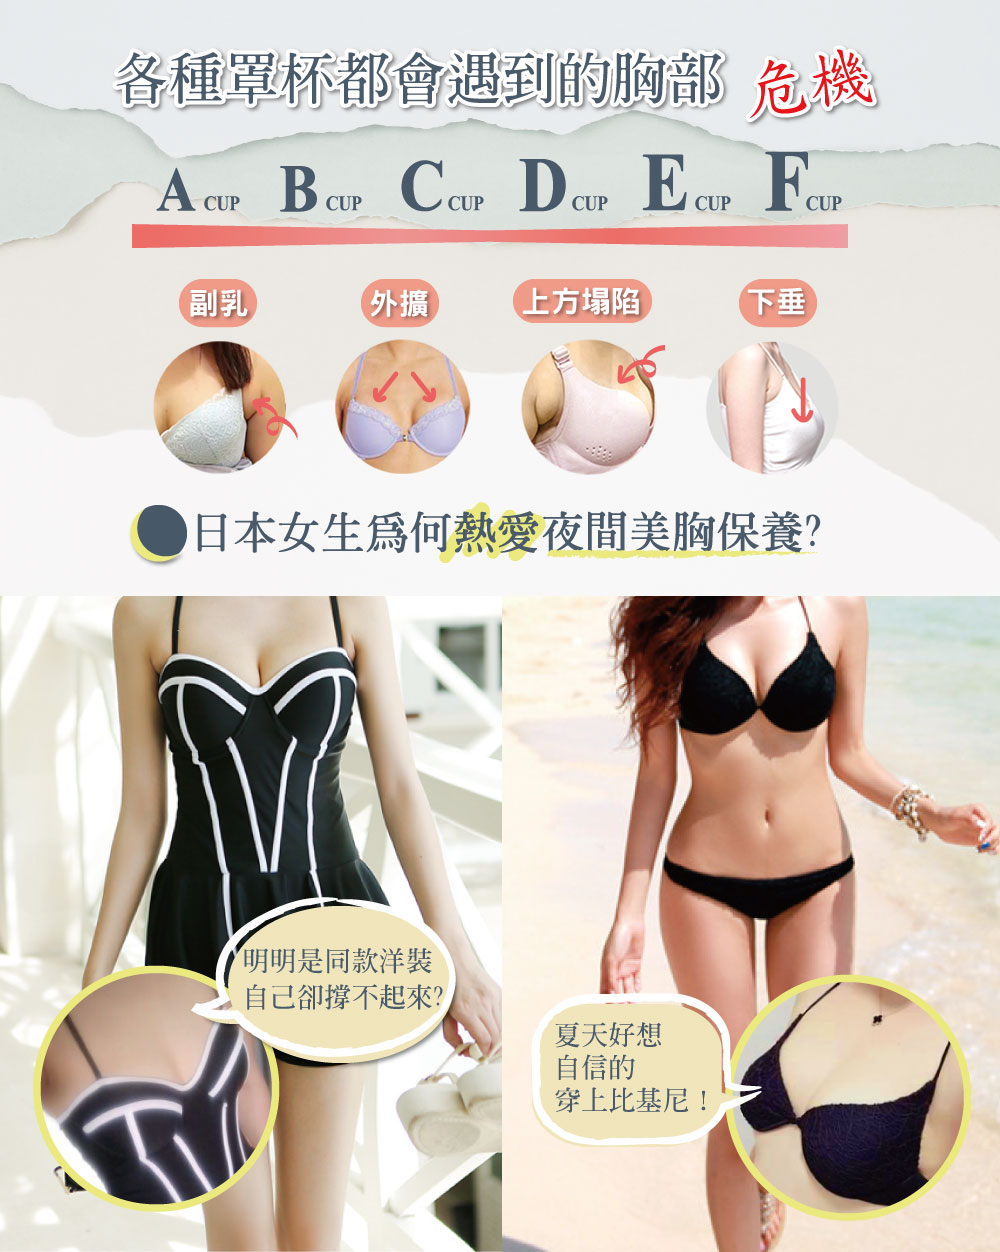 各種罩杯都會遇到的胸部 危機
A CUP B CUP C CUP D CUP E CUP F CUP
副乳 外擴 上方塌陷 下垂
日本女生爲何熱愛夜間美胸保養?
明明是同款洋裝
自己卻撐不起來?
夏天好想
自信的
穿上比基尼！